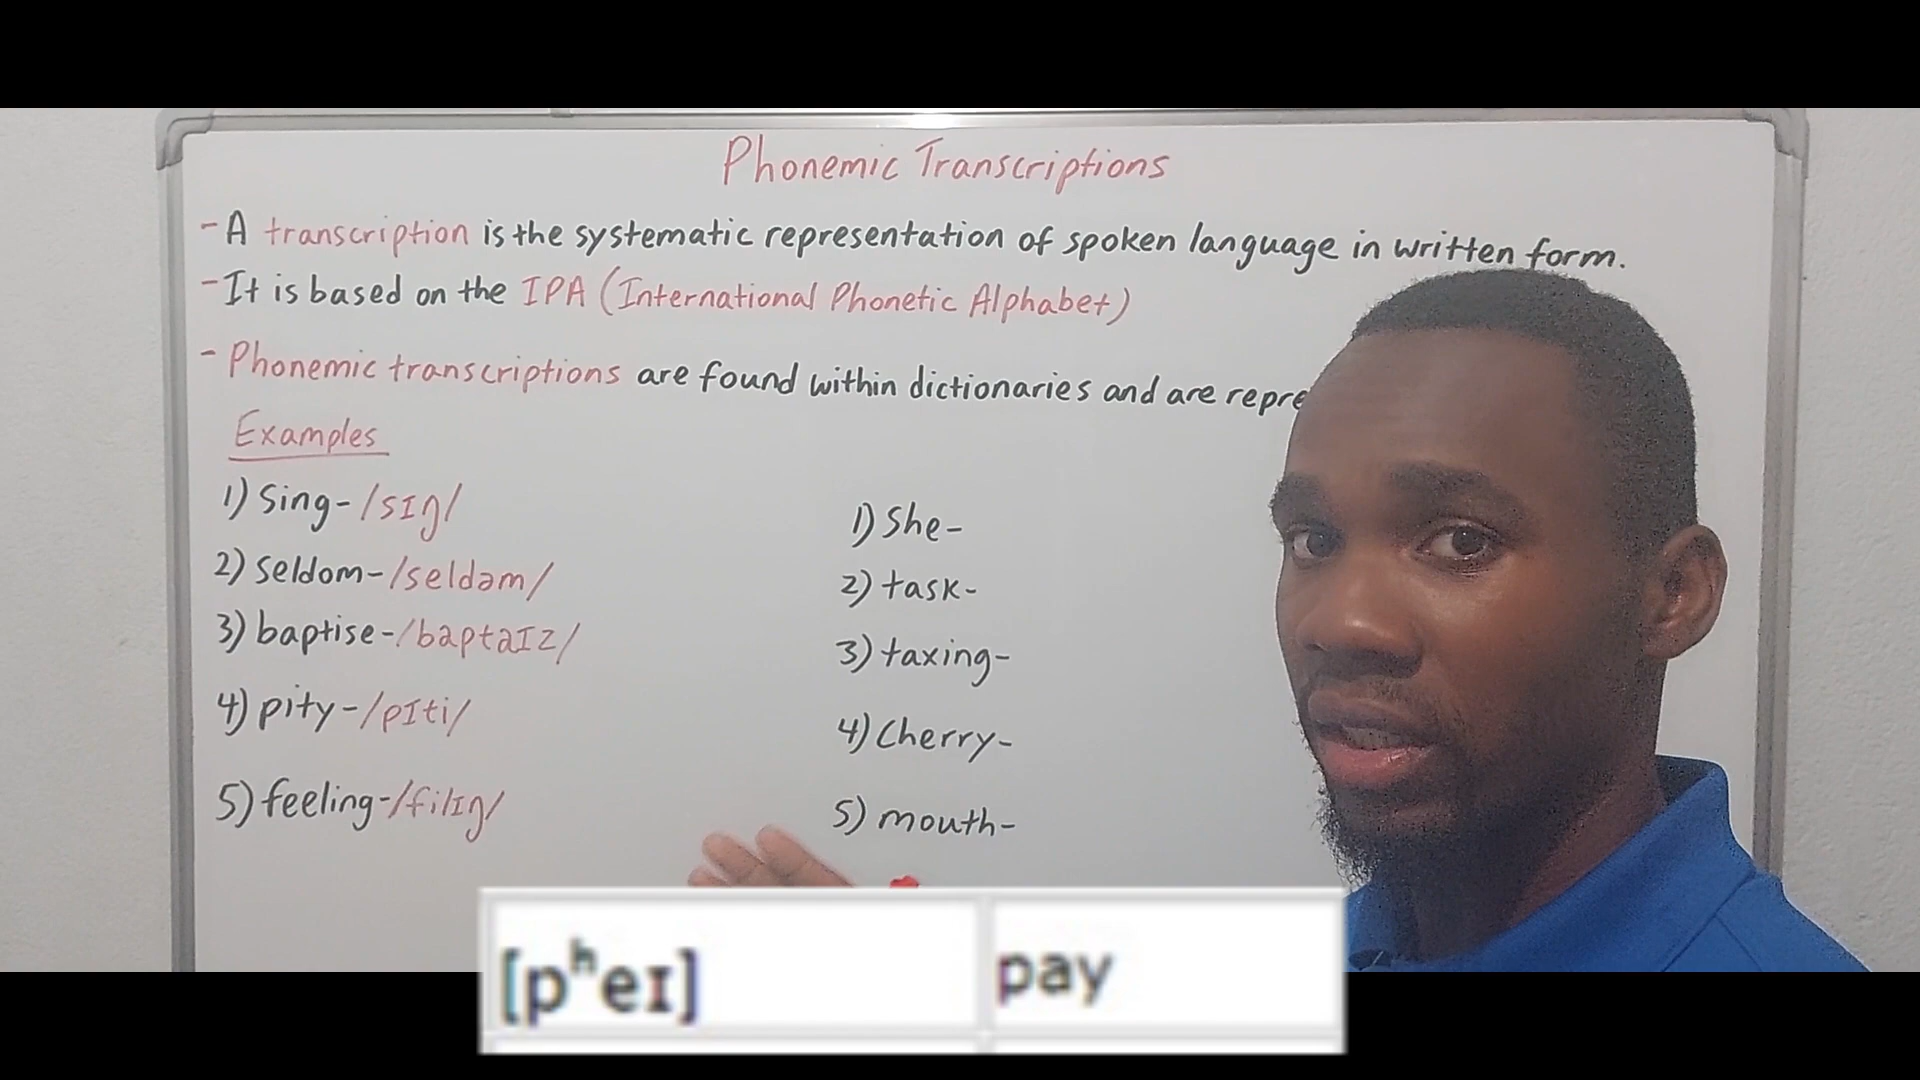 Phonemic Transcriptions
- A transcription is the systematic representation of spoken language in written form.
- It is based on the IPA (International Phonetic Alphabet)
- Phonemic transcriptions are found within dictionaries and are repre
Examples
1) Sing - /sɪŋ/
2) seldom - /seldəm/
3) baptise - /baptaɪz/
4) pity - /pɪti/
5) feeling - /filɪŋ/
1) She -
2) task -
3) taxing -
4) Cherry -
5) mouth -
[pʰeɪ] pay